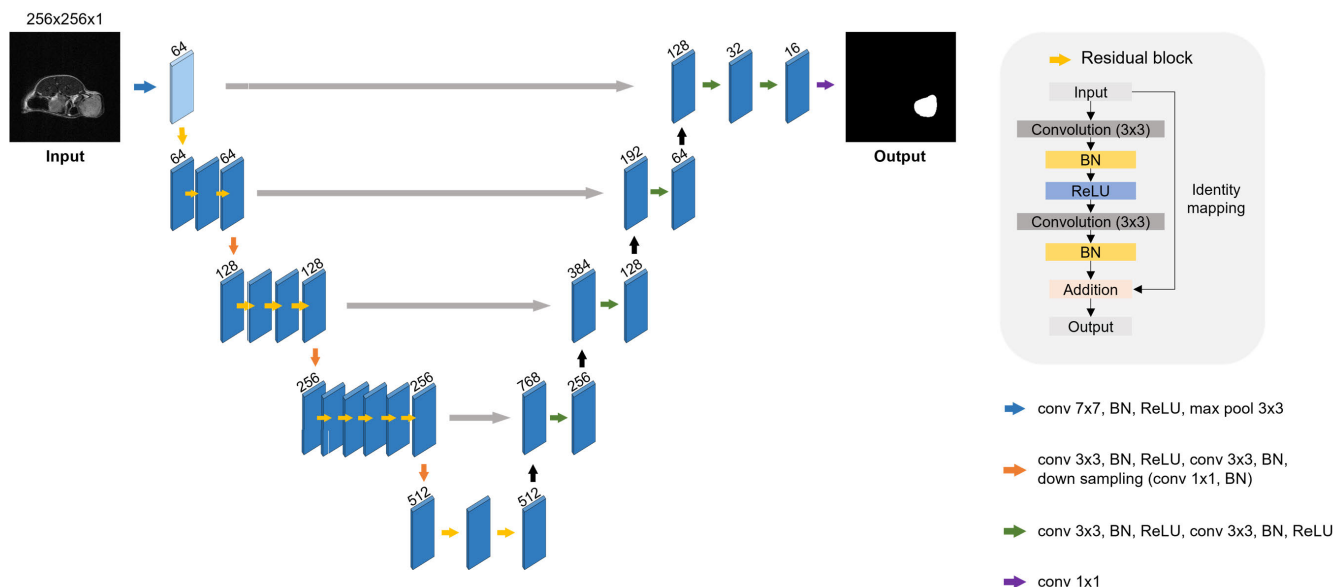 256x256x1
Input
64
64 64
128 128
256 256
512 512
768 256
384 128
192 64
128 32 16
Output
Residual block
Input
Convolution (3x3)
BN
ReLU
Convolution (3x3)
BN
Addition
Output
Identity
mapping
conv 7x7, BN, ReLU, max pool 3x3
conv 3x3, BN, ReLU, conv 3x3, BN,
down sampling (conv 1x1, BN)
conv 3x3, BN, ReLU, conv 3x3, BN, ReLU
conv 1x1